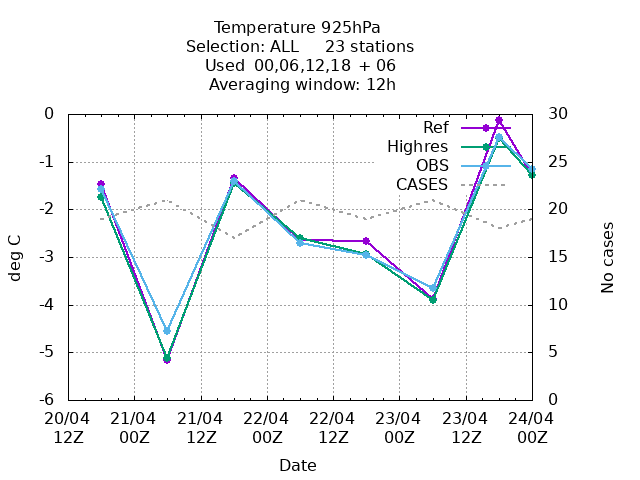 Temperature 925hPa
Selection: ALL 23 stations
Used 00,06,12,18 + 06
Averaging window: 12h
Ref
Highres
OBS
CASES
0
-1
-2
-3
-4
-5
-6
30
25
20
15
10
5
0
deg C
No cases
20/04 21/04 21/04 22/04 22/04 23/04 23/04 24/04
12Z 00Z 12Z 00Z 12Z 00Z 12Z 00Z
Date